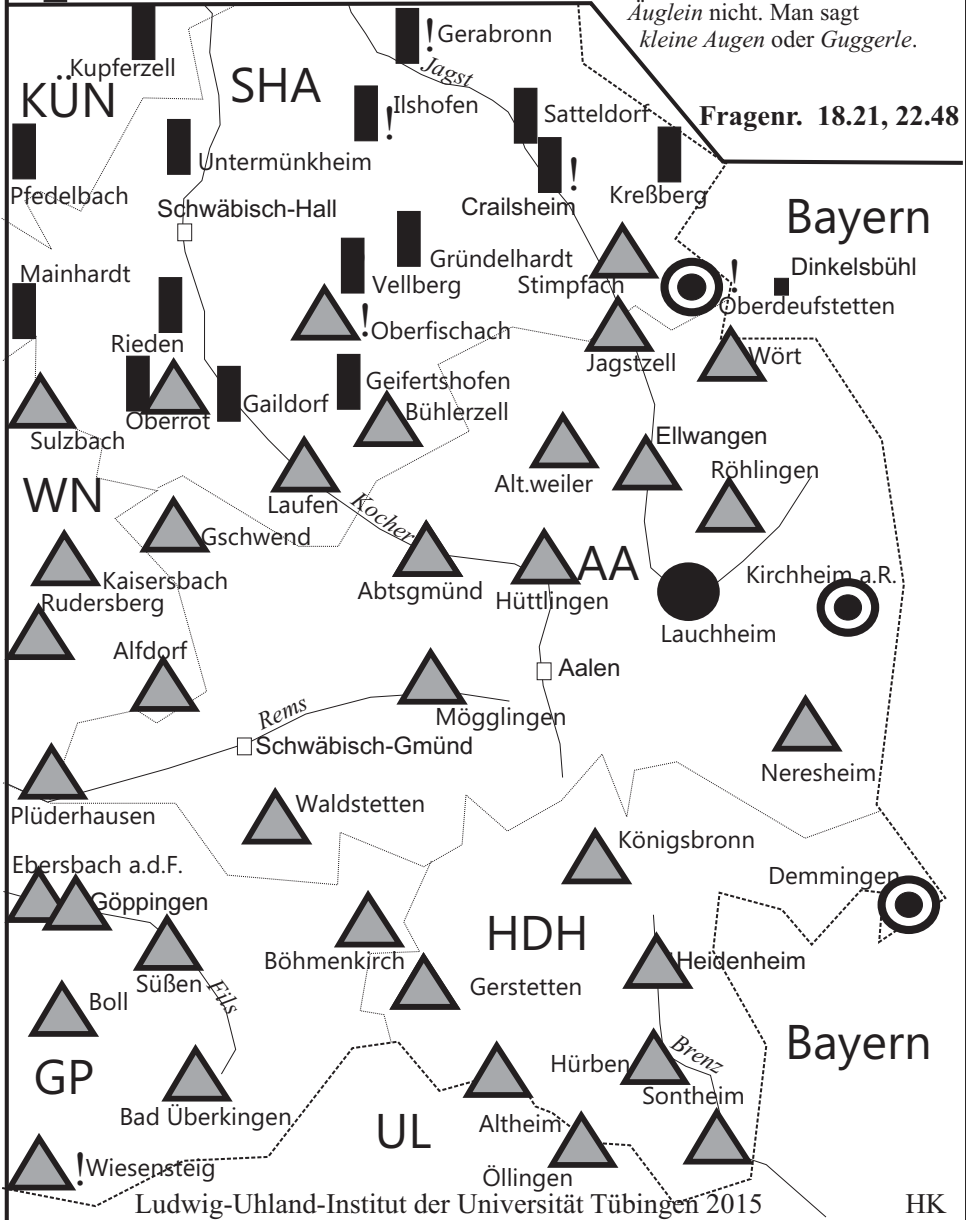 Äuglein nicht. Man sagt
kleine Augen oder Guggerle.
Fragenr. 18.21, 22.48
! Gerabronn
Kupferzell
Jagst
KÜN
SHA
! Ilshofen
Satteldorf
Untermünkheim
!
Pfedelbach
Crailsheim
Kreßberg
Schwäbisch-Hall
Bayern
Gründelhardt
Mainhardt
Vellberg
Stimpfach
!
Dinkelsbühl
Oberdeufstetten
! Oberfischach
Rieden
Jagstzell
Wört
Geifertshofen
Gaildorf
Bühlerzell
Oberrot
Sulzbach
Ellwangen
Alt.weiler
Röhlingen
WN
Laufen
Kocher
Gschwend
AA
Kaisersbach
Abtsgmünd
Hüttlingen
Kirchheim a.R.
Rudersberg
Lauchheim
Alfdorf
Aalen
Rems
Mögglingen
Schwäbisch-Gmünd
Neresheim
Plüderhausen
Waldstetten
Königsbronn
Ebersbach a.d.F.
Demmingen
Göppingen
HDH
Böhmenkirch
Heidenheim
Süßen
Fils
Gerstetten
Boll
Bayern
Hürben
Brenz
GP
Sontheim
Bad Überkingen
UL
Altheim
! Wiesensteig
Öllingen
Ludwig-Uhland-Institut der Universität Tübingen 2015
HK